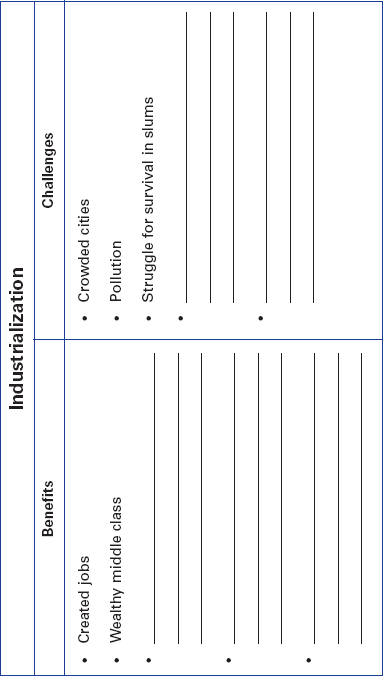 Industrialization
Benefits
Challenges
• Created jobs
• Wealthy middle class
•
•
•
• Crowded cities
• Pollution
• Struggle for survival in slums
•
•